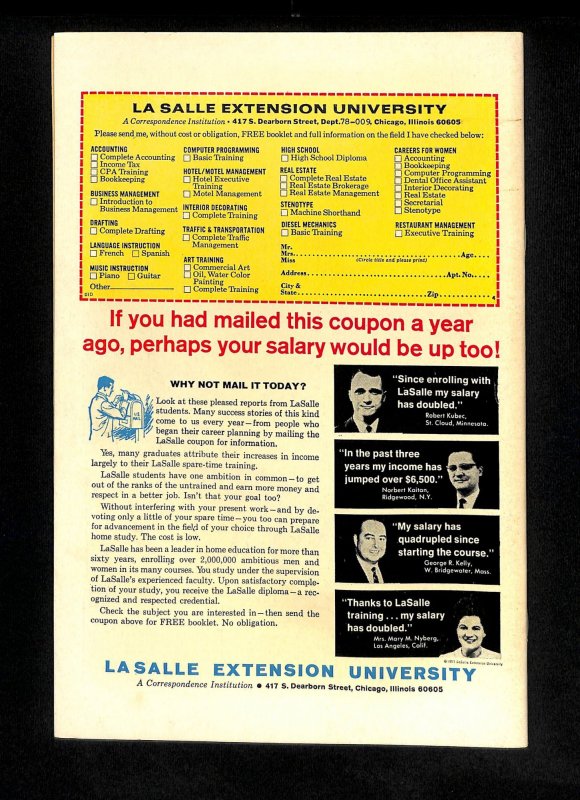 LA SALLE EXTENSION UNIVERSITY
A Correspondence Institution • 417 S. Dearborn Street, Dept. 78-009, Chicago, Illinois 60605
Please send me, without cost or obligation, FREE booklet and full information on the field I have checked below:
ACCOUNTING
Complete Accounting
Income Tax
CPA Training
Bookkeeping
BUSINESS MANAGEMENT
Introduction to
Business Management
DRAFTING
Complete Drafting
LANGUAGE INSTRUCTION
French Spanish
MUSIC INSTRUCTION
Piano Guitar
Other
COMPUTER PROGRAMMING
Basic Training
HOTEL/MOTEL MANAGEMENT
Hotel Executive
Training
Motel Management
INTERIOR DECORATING
Complete Training
TRAFFIC & TRANSPORTATION
Complete Traffic
Management
ART TRAINING
Commercial Art
Oil, Water Color
Painting
Complete Training
HIGH SCHOOL
High School Diploma
REAL ESTATE
Complete Real Estate
Real Estate Brokerage
Real Estate Management
STENOTYPE
Machine Shorthand
DIESEL MECHANICS
Basic Training
CAREERS FOR WOMEN
Accounting
Bookkeeping
Computer Programming
Dental Office Assistant
Interior Decorating
Real Estate
Secretarial
Stenotype
RESTAURANT MANAGEMENT
Executive Training
Mr.
Mrs. Age
Miss (Circle title and please print)
Address Apt. No.
City &
State Zip
If you had mailed this coupon a year
ago, perhaps your salary would be up too!
WHY NOT MAIL IT TODAY?
Look at these pleased reports from LaSalle
students. Many success stories of this kind
come to us every year—from people who
began their career planning by mailing the
LaSalle coupon for information.
Yes, many graduates attribute their increases in income
largely to their LaSalle spare-time training.
LaSalle students have one ambition in common—to get
out of the ranks of the untrained and earn more money and
respect in a better job. Isn't that your goal too?
Without interfering with your present work—and by de-
voting only a little of your spare time—you too can prepare
for advancement in the field of your choice through LaSalle
home study. The cost is low.
LaSalle has been a leader in home education for more than
sixty years, enrolling over 2,000,000 ambitious men and
women in its many courses. You study under the supervision
of LaSalle's experienced faculty. Upon satisfactory comple-
tion of your study, you receive the LaSalle diploma—a rec-
ognized and respected credential.
Check the subject you are interested in—then send the
coupon above for FREE booklet. No obligation.
"Since enrolling with
LaSalle my salary
has doubled."
Robert Kubec,
St. Cloud, Minnesota.
"In the past three
years my income has
jumped over $6,500."
Norbert Kaitan,
Ridgewood, N.Y.
"My salary has
quadrupled since
starting the course."
George R. Kelly,
W. Bridgewater, Mass.
"Thanks to LaSalle
training . . . my salary
has doubled."
Mrs. Mary M. Nyberg,
Los Angeles, Calif.
© 1971 LaSalle Extension University
LA SALLE EXTENSION UNIVERSITY
A Correspondence Institution • 417 S. Dearborn Street, Chicago, Illinois 60605